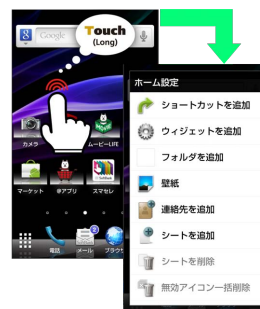 Google
Touch
(Long)
カメラ
ムービーLIFE
マーケット
@アプリ
スマセレ
電話
メール
ブラウザ
ホーム設定
ショートカットを追加
ウィジェットを追加
フォルダを追加
壁紙
連絡先を追加
シートを追加
シートを削除
無効アイコン一括削除